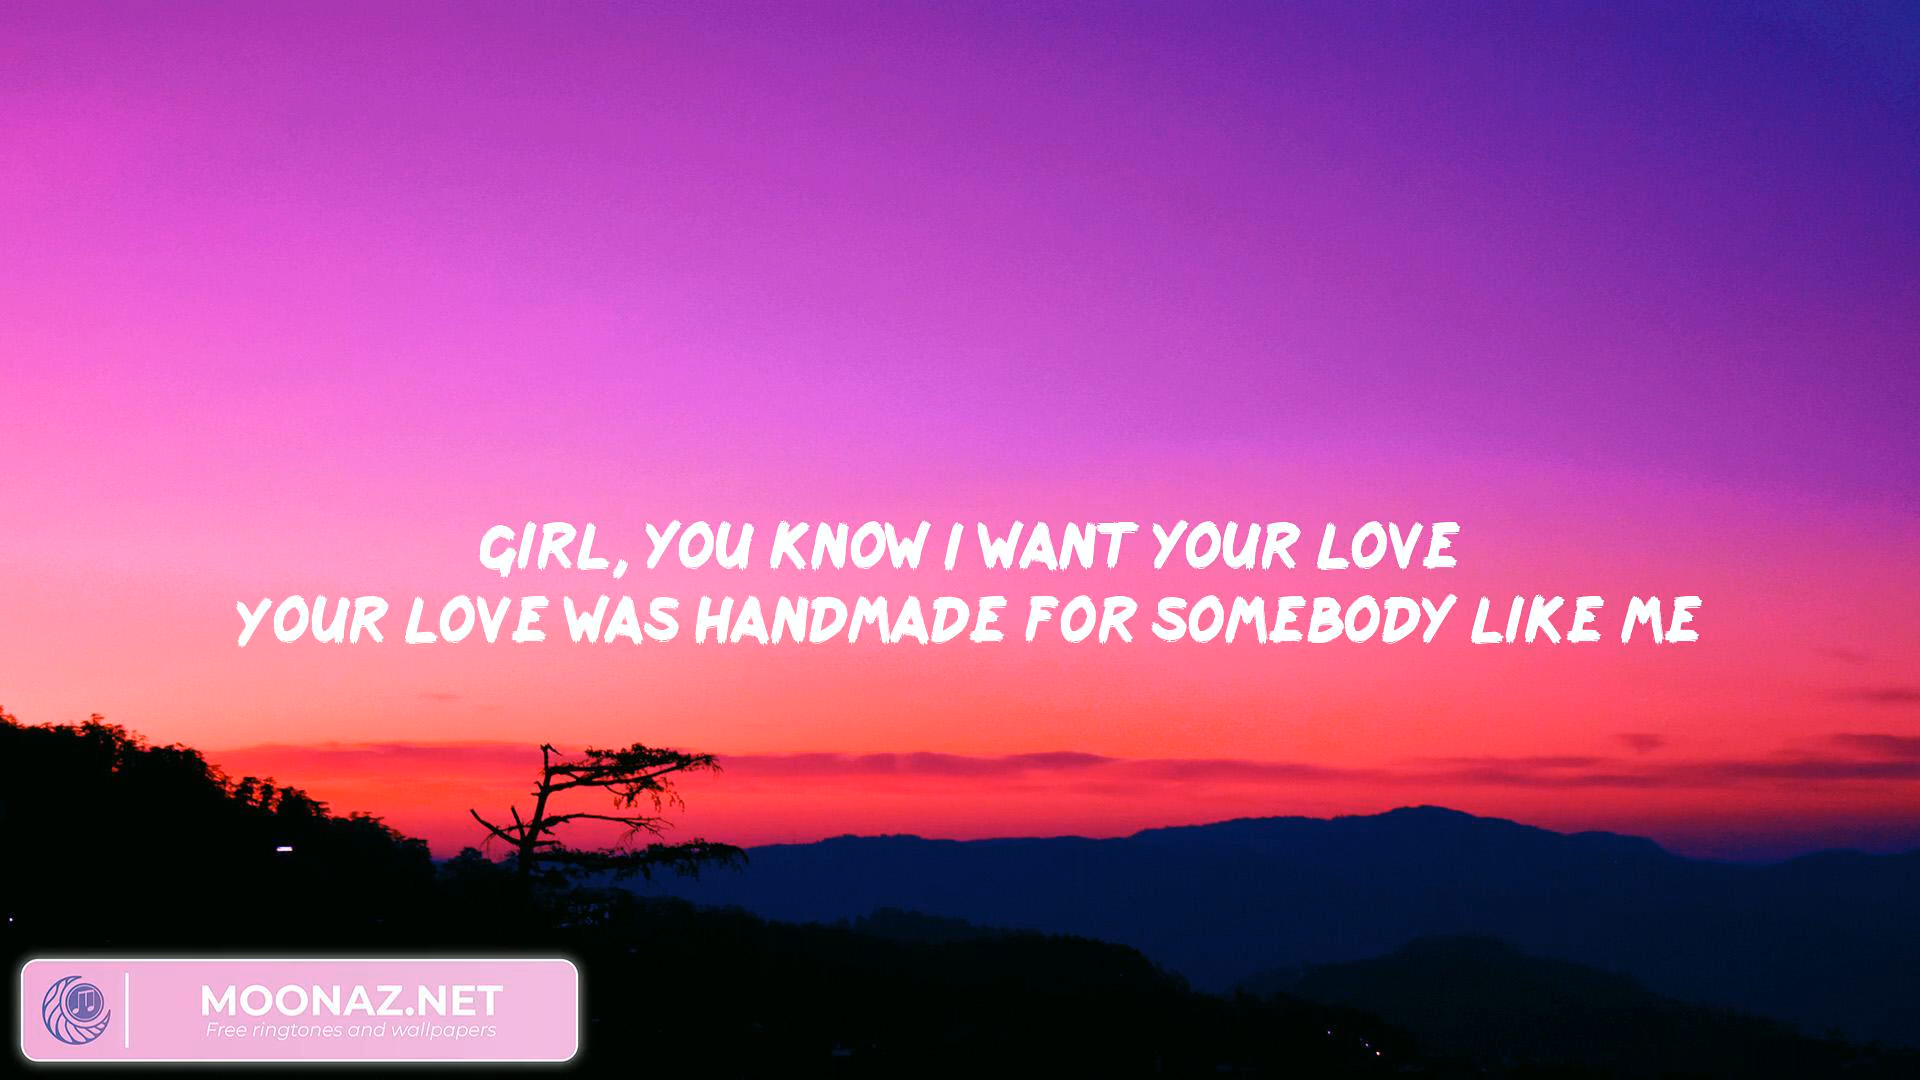 GIRL, YOU KNOW I WANT YOUR LOVE
YOUR LOVE WAS HANDMADE FOR SOMEBODY LIKE ME
MOONAZ.NET
Free ringtones and wallpapers